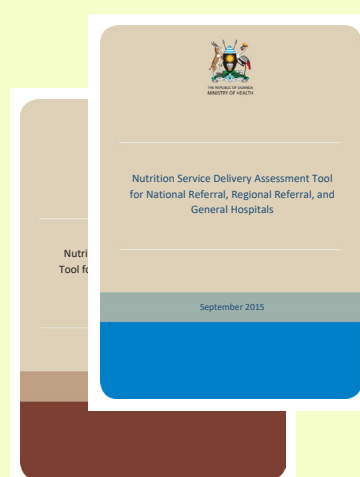 THE REPUBLIC OF UGANDA
MINISTRY OF HEALTH
Nutrition Service Delivery Assessment Tool
for National Referral, Regional Referral, and
General Hospitals
September 2015
Nutri
Tool fo